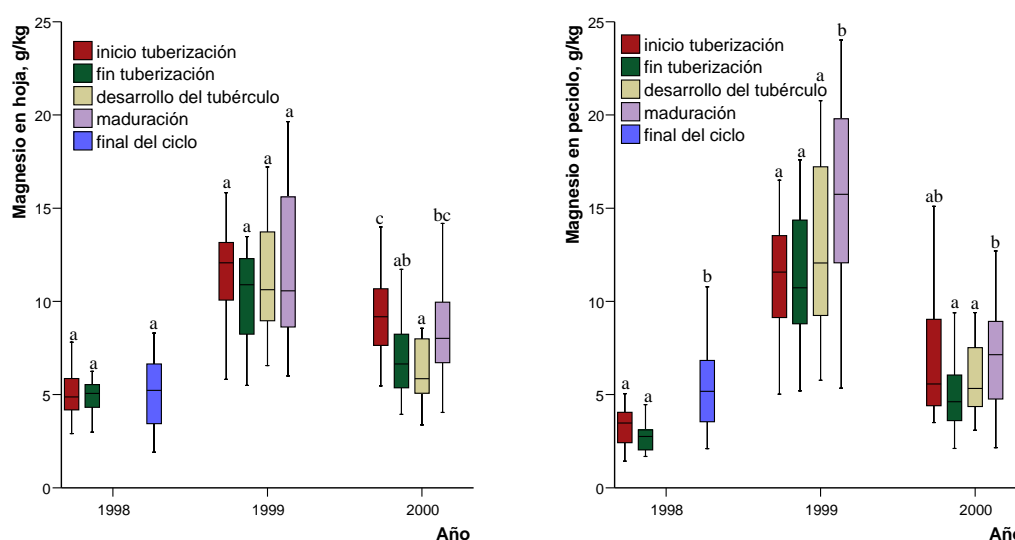 Magnesio en hoja, g/kg
25
20
15
10
5
0
inicio tuberización
fin tuberización
desarrollo del tubérculo
maduración
final del ciclo
a
a
a
a
a
a
a
c
ab
a
bc
1998
1999
2000
Año
Magnesio en peciolo, g/kg
25
20
15
10
5
0
inicio tuberización
fin tuberización
desarrollo del tubérculo
maduración
final del ciclo
a
a
b
a
a
a
b
ab
a
a
b
1998
1999
2000
Año